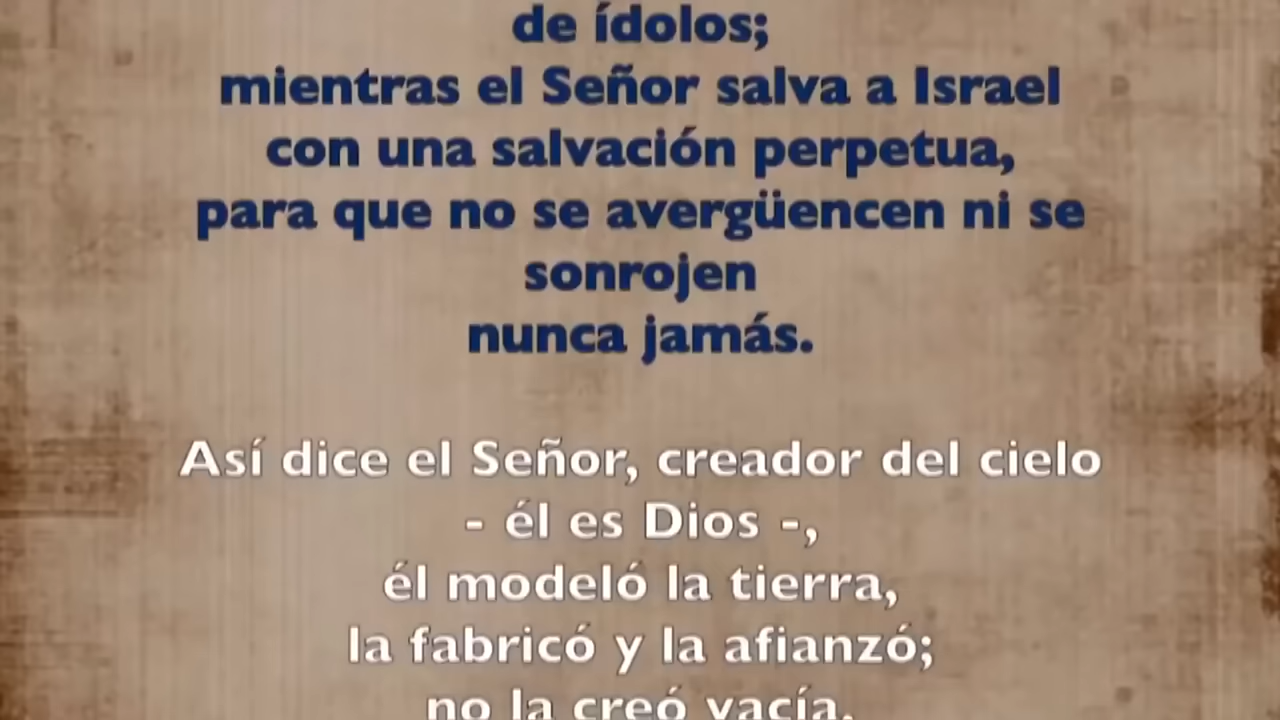 de ídolos;
mientras el Señor salva a Israel
con una salvación perpetua,
para que no se avergüencen ni se
sonrojen
nunca jamás.
Así dice el Señor, creador del cielo
- él es Dios -,
él modeló la tierra,
la fabricó y la afianzó;
no la creó vacía,